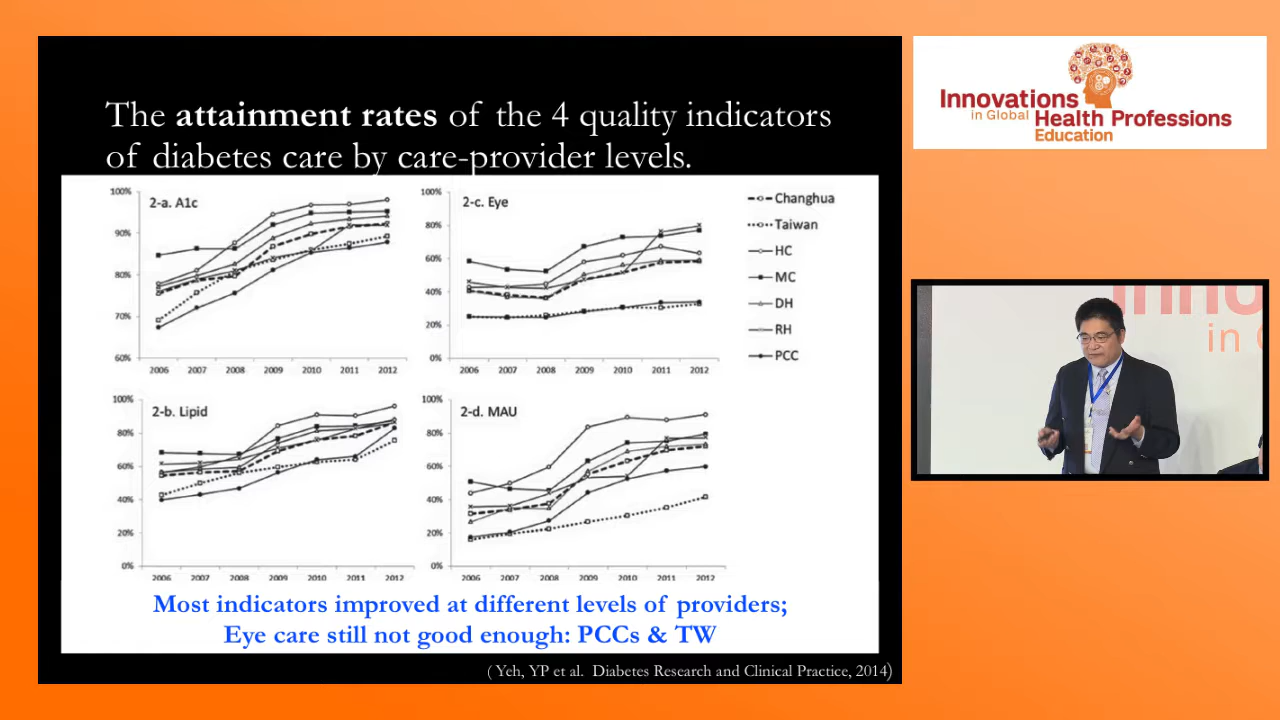 The attainment rates of the 4 quality indicators
of diabetes care by care-provider levels.
100%
90%
80%
70%
60%
2-a. A1c
2006 2007 2008 2009 2010 2011 2012
100%
80%
60%
40%
20%
0%
2-c. Eye
2006 2007 2008 2009 2010 2011 2012
Changhua
Taiwan
HC
MC
DH
RH
PCC
100%
80%
60%
40%
20%
0%
2-b. Lipid
2006 2007 2008 2009 2010 2011 2012
100%
80%
60%
40%
20%
0%
2-d. MAU
2006 2007 2008 2009 2010 2011 2012
Most indicators improved at different levels of providers;
Eye care still not good enough: PCCs & TW
( Yeh, YP et al. Diabetes Research and Clinical Practice, 2014)
Innovations
in Global Health Professions
Education
inno
in G